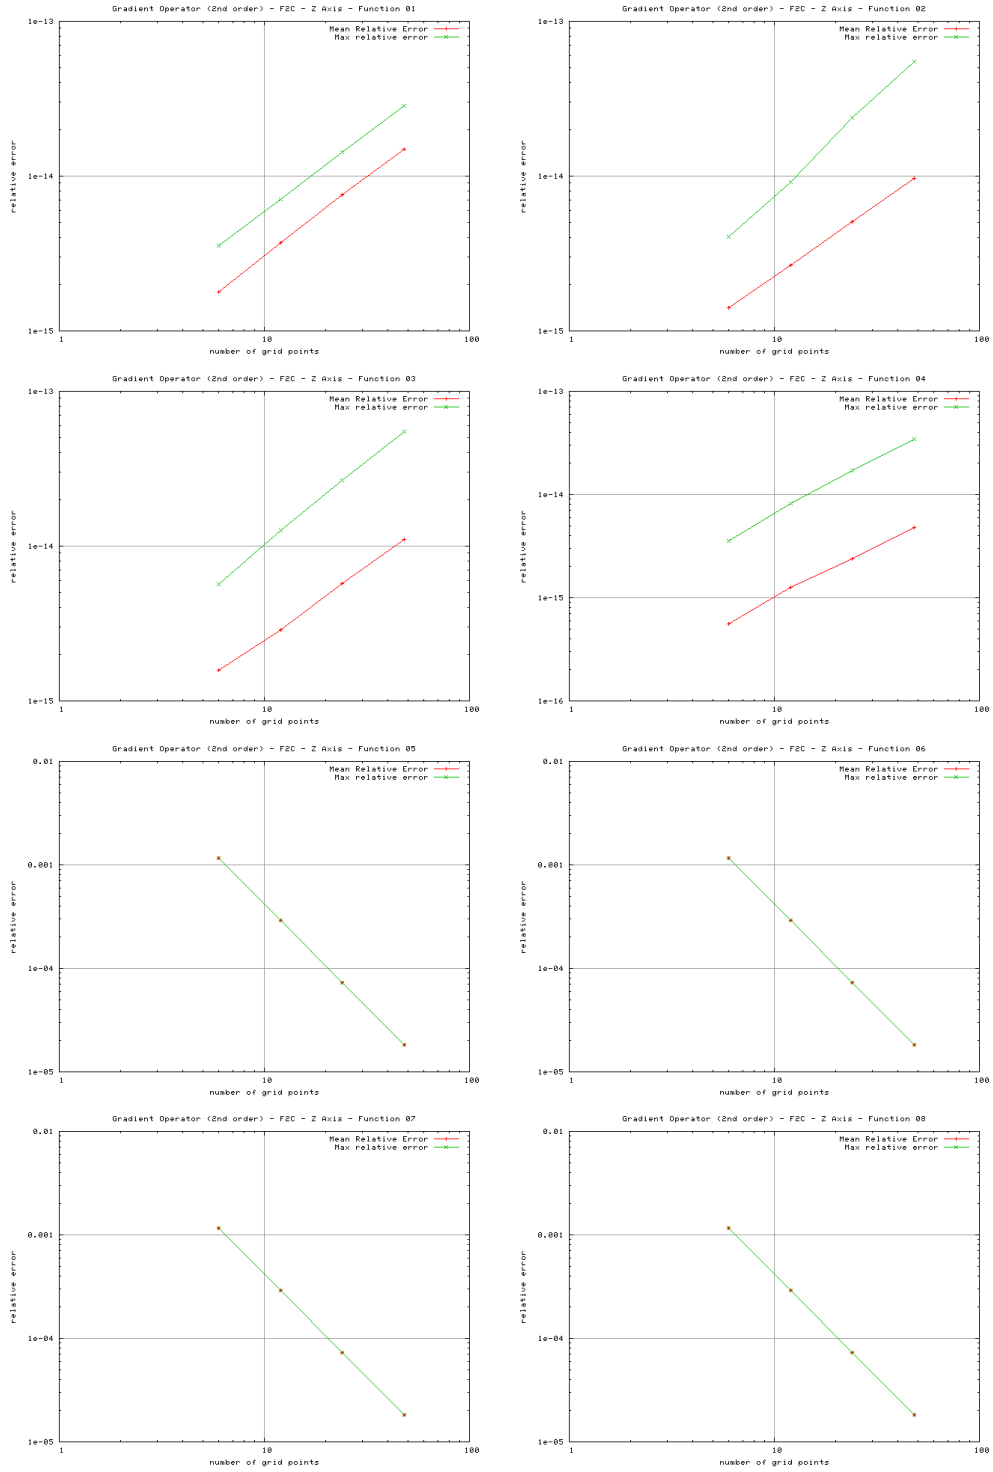 Gradient Operator (2nd order) - F2C - Z Axis - Function 01
1e-13
Mean Relative Error
Max relative error
relative error
1e-14
1e-15
1
10
100
number of grid points
Gradient Operator (2nd order) - F2C - Z Axis - Function 02
1e-13
Mean Relative Error
Max relative error
relative error
1e-14
1e-15
1
10
100
number of grid points
Gradient Operator (2nd order) - F2C - Z Axis - Function 03
1e-13
Mean Relative Error
Max relative error
relative error
1e-14
1e-15
1
10
100
number of grid points
Gradient Operator (2nd order) - F2C - Z Axis - Function 04
1e-13
Mean Relative Error
Max relative error
1e-14
relative error
1e-15
1e-16
1
10
100
number of grid points
Gradient Operator (2nd order) - F2C - Z Axis - Function 05
0.01
Mean Relative Error
Max relative error
0.001
relative error
1e-04
1e-05
1
10
100
number of grid points
Gradient Operator (2nd order) - F2C - Z Axis - Function 06
0.01
Mean Relative Error
Max relative error
0.001
relative error
1e-04
1e-05
1
10
100
number of grid points
Gradient Operator (2nd order) - F2C - Z Axis - Function 07
0.01
Mean Relative Error
Max relative error
0.001
relative error
1e-04
1e-05
1
10
100
number of grid points
Gradient Operator (2nd order) - F2C - Z Axis - Function 08
0.01
Mean Relative Error
Max relative error
0.001
relative error
1e-04
1e-05
1
10
100
number of grid points